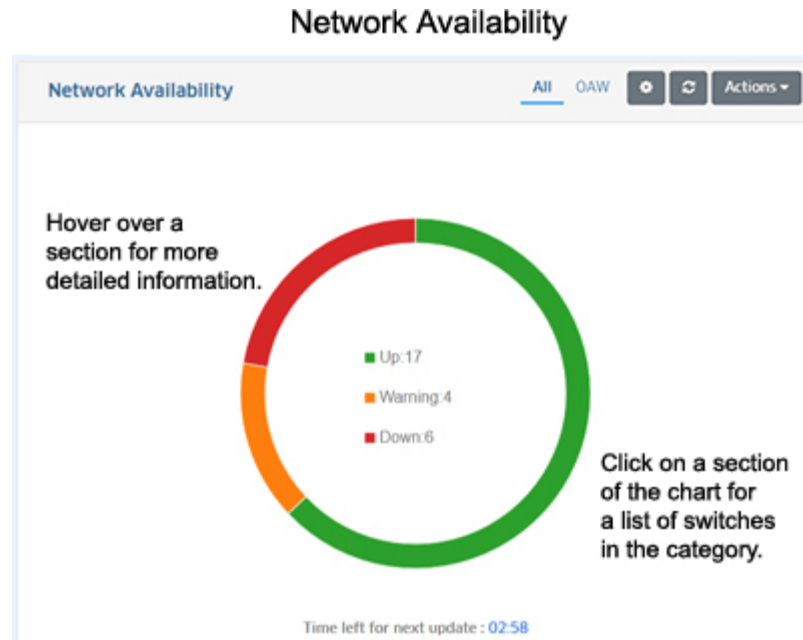 Network Availability
Network Availability
All OAW Actions
Hover over a
section for more
detailed information.
Up:17
Warning:4
Down:6
Click on a section
of the chart for
a list of switches
in the category.
Time left for next update : 02:58